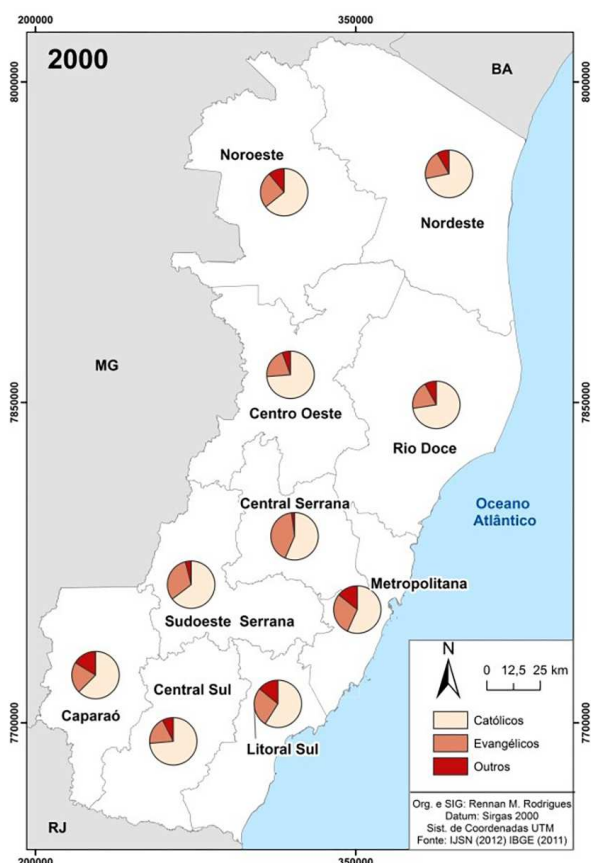 200000
350000
2000
BA
8000000
8000000
Noroeste
Nordeste
MG
Centro Oeste
7850000
7850000
Rio Doce
Central Serrana
Oceano
Atlântico
Metropolitana
Sudoeste Serrana
Central Sul
Caparaó
Litoral Sul
7700000
7700000
N
0 12,5 25 km
Católicos
Evangélicos
Outros
Org. e SIG: Rennan M. Rodrigues
Datum: Sirgas 2000
Sist. de Coordenadas UTM
Fonte: IJSN (2012) IBGE (2011)
RJ
200000
350000